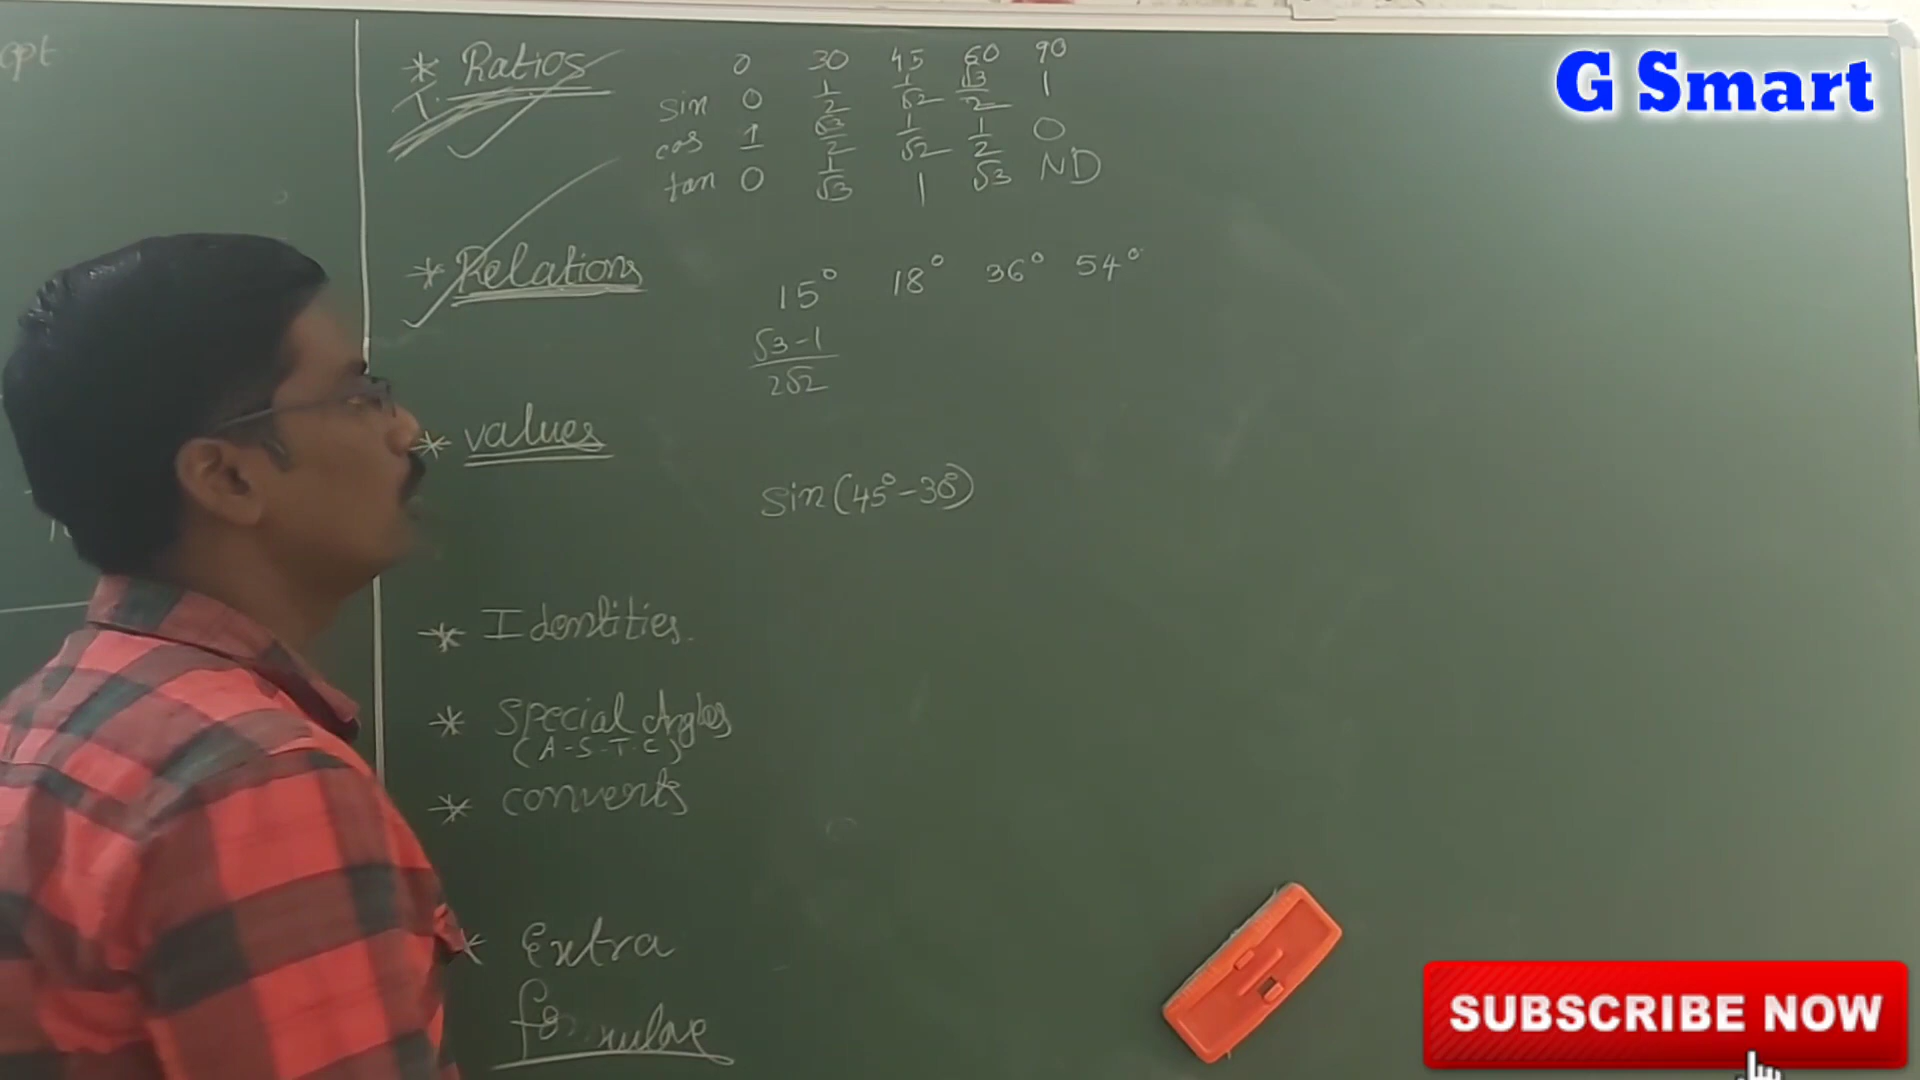 cpt
* Ratios
T.
0 30 45 60 90
sin 0 1/2 1/√2 √3/2 1
cos 1 √3/2 1/√2 1/2 0
tan 0 1/√3 1 √3 ND
* Relations
15° 18° 36° 54°
√3-1
2√2
* values
sin(45°-30°)
* Identities.
* Special Angles
(A-S-T-C)
* converts
* Extra
formulae
G Smart
SUBSCRIBE NOW